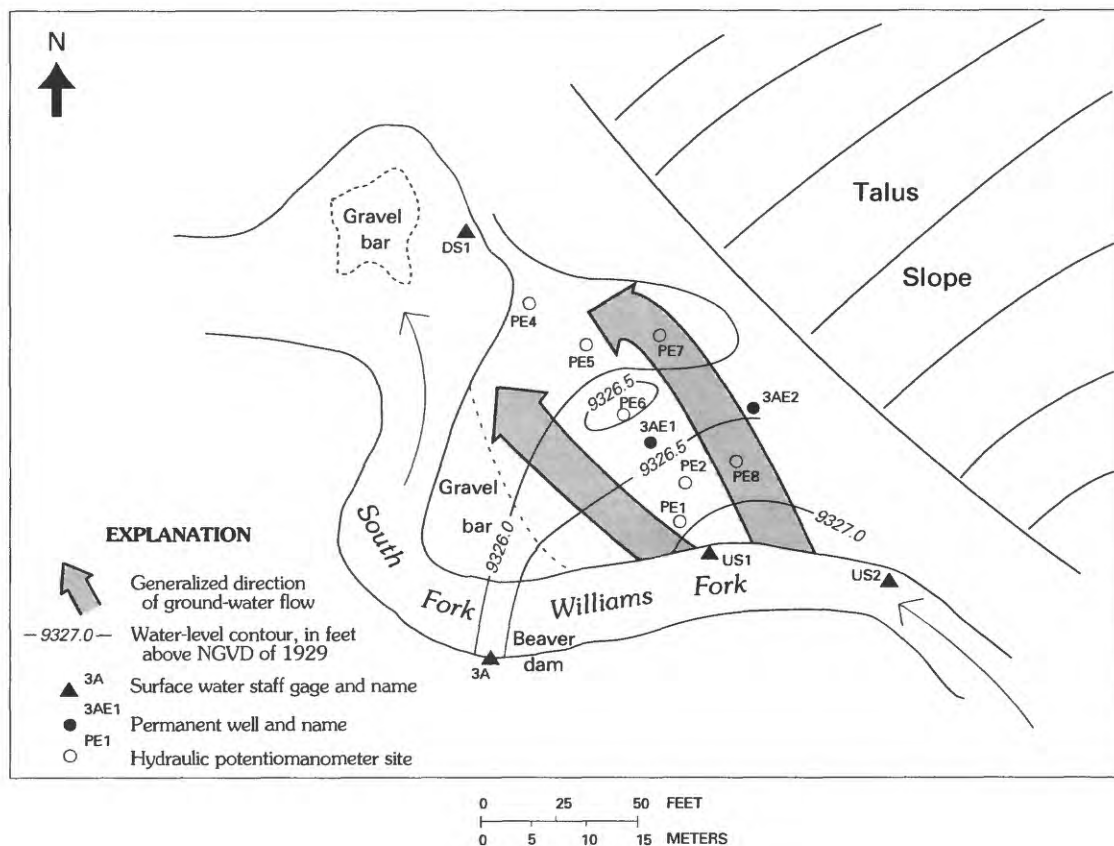 N
Talus
Slope
Gravel
bar
DS1
PE4
PE5
PE7
9326.5
PE6
3AE2
3AE1
9326.5
PE2
PE8
PE1
Gravel
bar
9326.0
9327.0
US1
US2
South
Fork
Williams Fork
Beaver
dam
3A
EXPLANATION
Generalized direction
of ground-water flow
9327.0 Water-level contour, in feet
above NGVD of 1929
3A Surface water staff gage and name
3AE1
Permanent well and name
PE1
Hydraulic potentiomanometer site
0 25 50 FEET
0 5 10 15 METERS